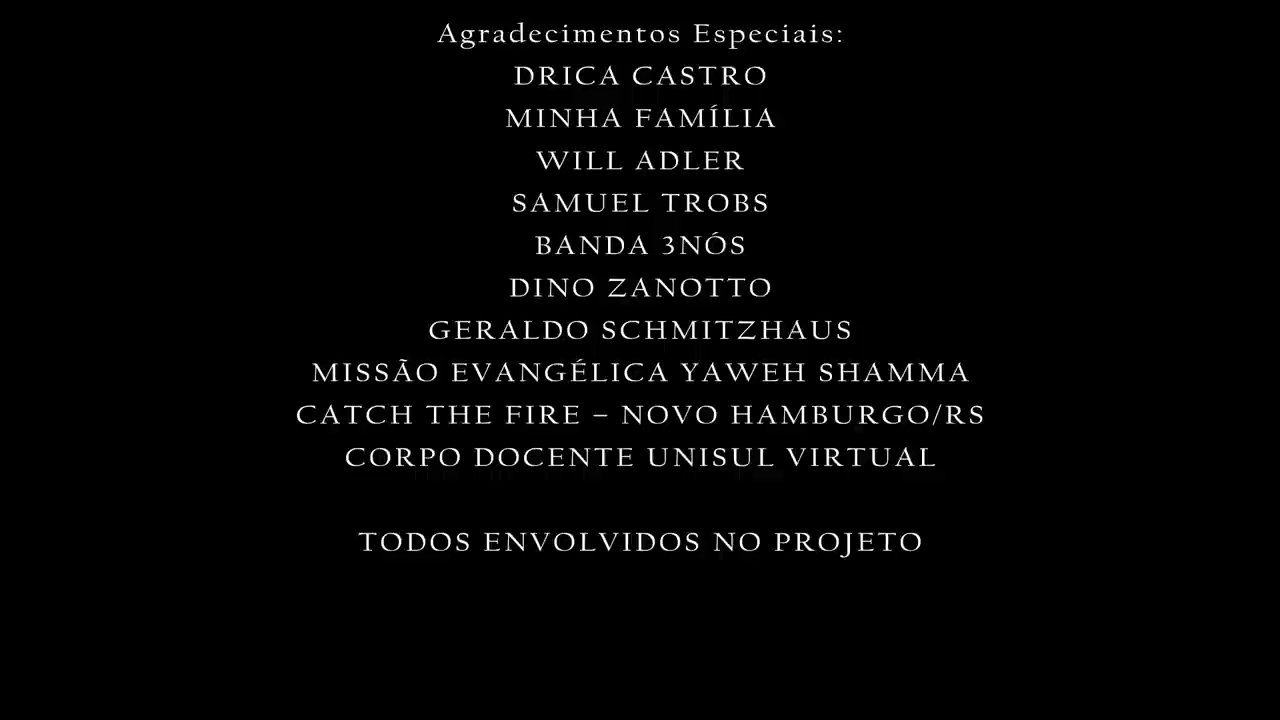 Agradecimentos Especiais:
DRICA CASTRO
MINHA FAMÍLIA
WILL ADLER
SAMUEL TROBS
BANDA 3NÓS
DINO ZANOTTO
GERALDO SCHMITZHAUS
MISSÃO EVANGÉLICA YAWEH SHAMMA
CATCH THE FIRE – NOVO HAMBURGO/RS
CORPO DOCENTE UNISUL VIRTUAL
TODOS ENVOLVIDOS NO PROJETO